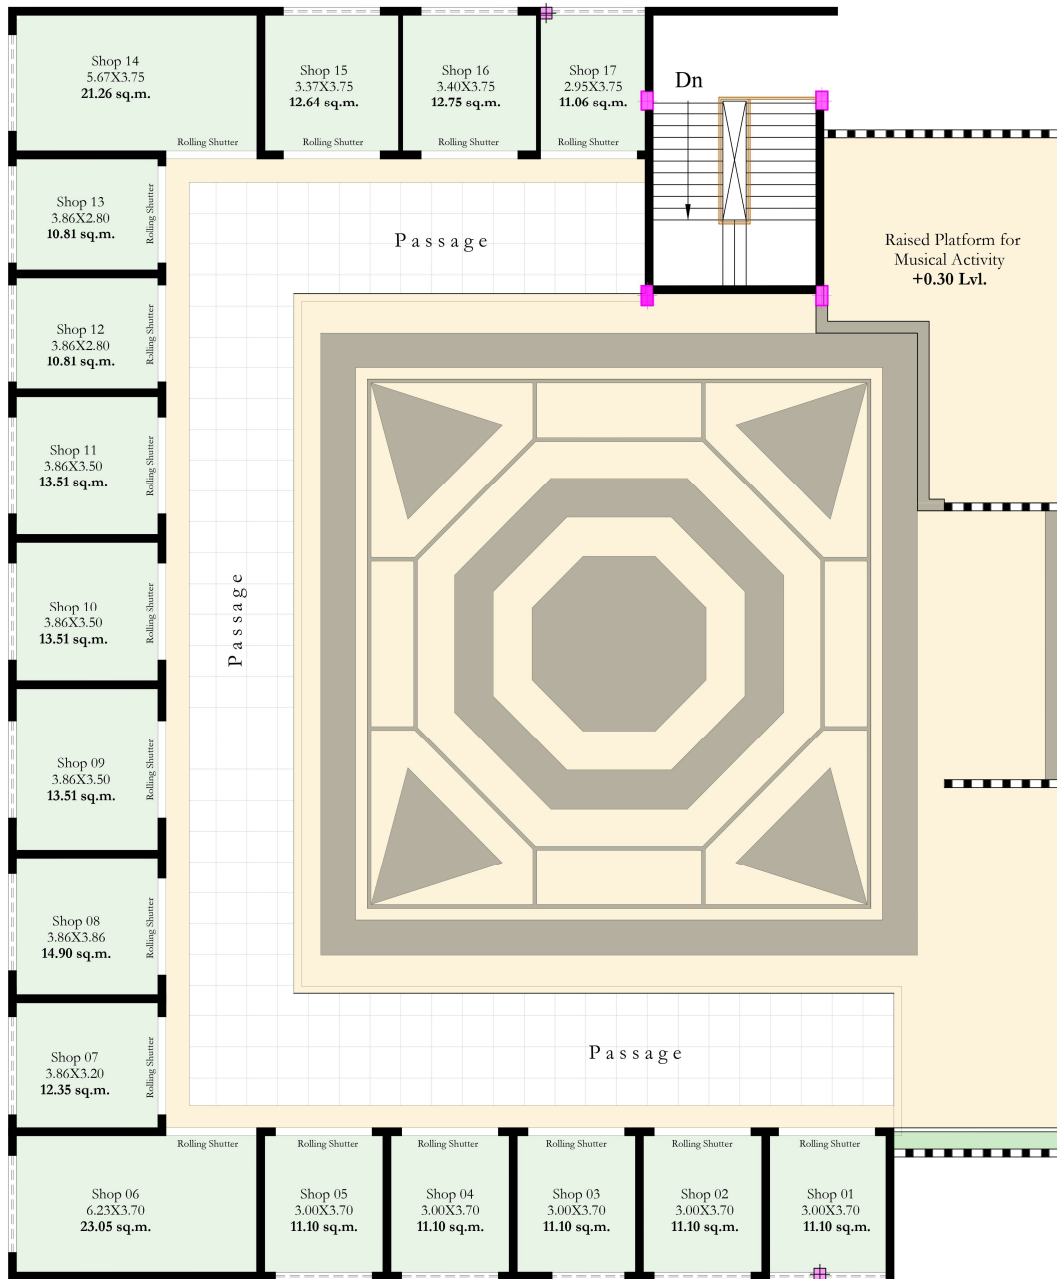 Shop 14
5.67X3.75
21.26 sq.m.
Rolling Shutter
Shop 15
3.37X3.75
12.64 sq.m.
Rolling Shutter
Shop 16
3.40X3.75
12.75 sq.m.
Rolling Shutter
Shop 17
2.95X3.75
11.06 sq.m.
Rolling Shutter
Dn
Shop 13
3.86X2.80
10.81 sq.m.
Rolling Shutter
Passage
Raised Platform for
Musical Activity
+0.30 Lvl.
Shop 12
3.86X2.80
10.81 sq.m.
Rolling Shutter
Shop 11
3.86X3.50
13.51 sq.m.
Rolling Shutter
Shop 10
3.86X3.50
13.51 sq.m.
Rolling Shutter
Passage
Shop 09
3.86X3.50
13.51 sq.m.
Rolling Shutter
Shop 08
3.86X3.86
14.90 sq.m.
Rolling Shutter
Shop 07
3.86X3.20
12.35 sq.m.
Rolling Shutter
Passage
Rolling Shutter
Shop 06
6.23X3.70
23.05 sq.m.
Rolling Shutter
Shop 05
3.00X3.70
11.10 sq.m.
Rolling Shutter
Shop 04
3.00X3.70
11.10 sq.m.
Rolling Shutter
Shop 03
3.00X3.70
11.10 sq.m.
Rolling Shutter
Shop 02
3.00X3.70
11.10 sq.m.
Rolling Shutter
Shop 01
3.00X3.70
11.10 sq.m.